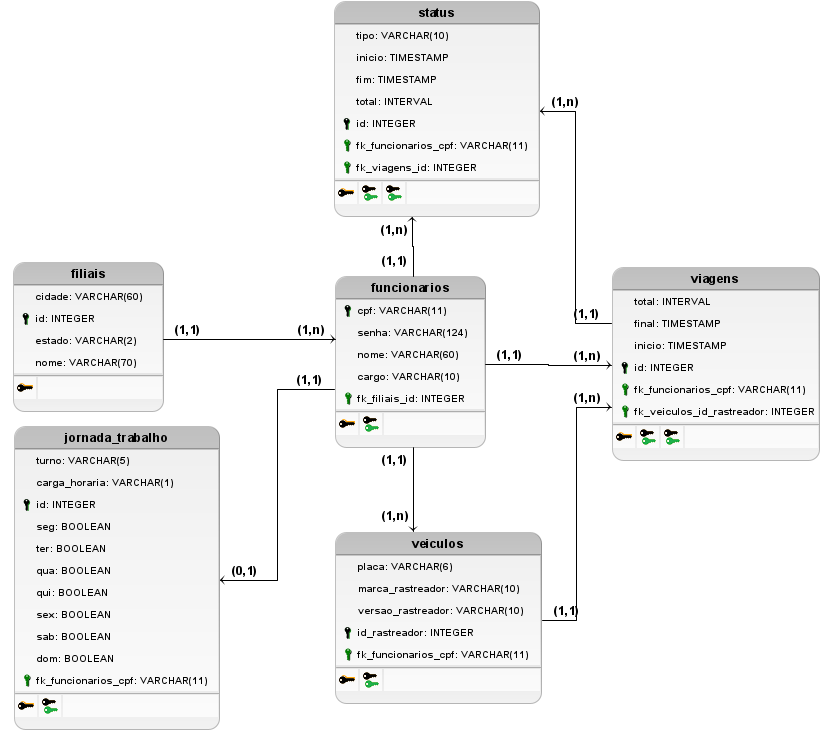 status
tipo: VARCHAR(10)
inicio: TIMESTAMP
fim: TIMESTAMP
total: INTERVAL
id: INTEGER
fk_funcionarios_cpf: VARCHAR(11)
fk_viagens_id: INTEGER
(1,n)
(1,n)
(1,1)
filiais
cidade: VARCHAR(60)
id: INTEGER
estado: VARCHAR(2)
nome: VARCHAR(70)
(1,1)
(1,n)
funcionarios
cpf: VARCHAR(11)
senha: VARCHAR(124)
nome: VARCHAR(60)
cargo: VARCHAR(10)
fk_filiais_id: INTEGER
(1,1)
(1,n)
(1,1)
viagens
total: INTERVAL
final: TIMESTAMP
inicio: TIMESTAMP
id: INTEGER
fk_funcionarios_cpf: VARCHAR(11)
fk_veiculos_id_rastreador: INTEGER
(1,n)
(1,1)
jornada_trabalho
turno: VARCHAR(5)
carga_horaria: VARCHAR(1)
id: INTEGER
seg: BOOLEAN
ter: BOOLEAN
qua: BOOLEAN
qui: BOOLEAN
sex: BOOLEAN
sab: BOOLEAN
dom: BOOLEAN
fk_funcionarios_cpf: VARCHAR(11)
(0,1)
(1,1)
(1,n)
veiculos
placa: VARCHAR(6)
marca_rastreador: VARCHAR(10)
versao_rastreador: VARCHAR(10)
id_rastreador: INTEGER
fk_funcionarios_cpf: VARCHAR(11)
(1,1)